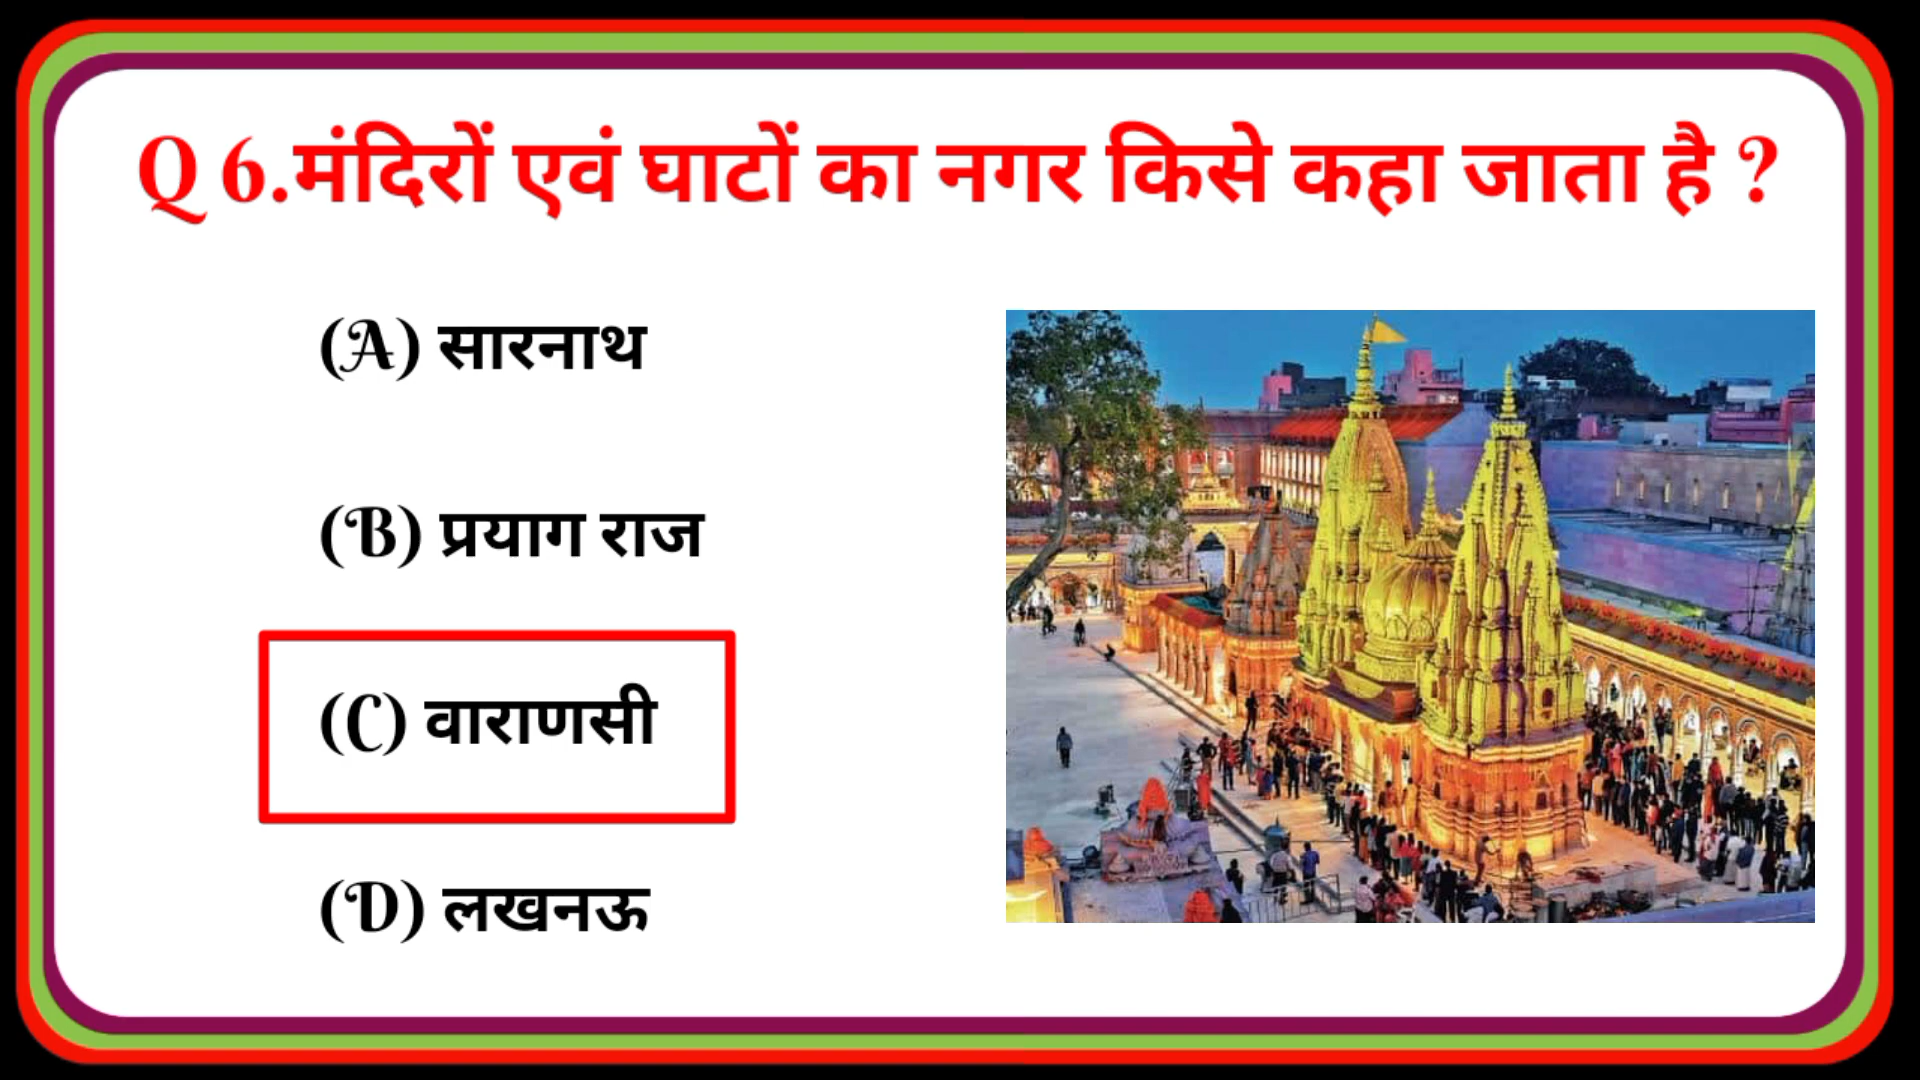 Q 6.मंदिरों एवं घाटों का नगर किसे कहा जाता है ?
(A) सारनाथ
(B) प्रयाग राज
(C) वाराणसी
(D) लखनऊ